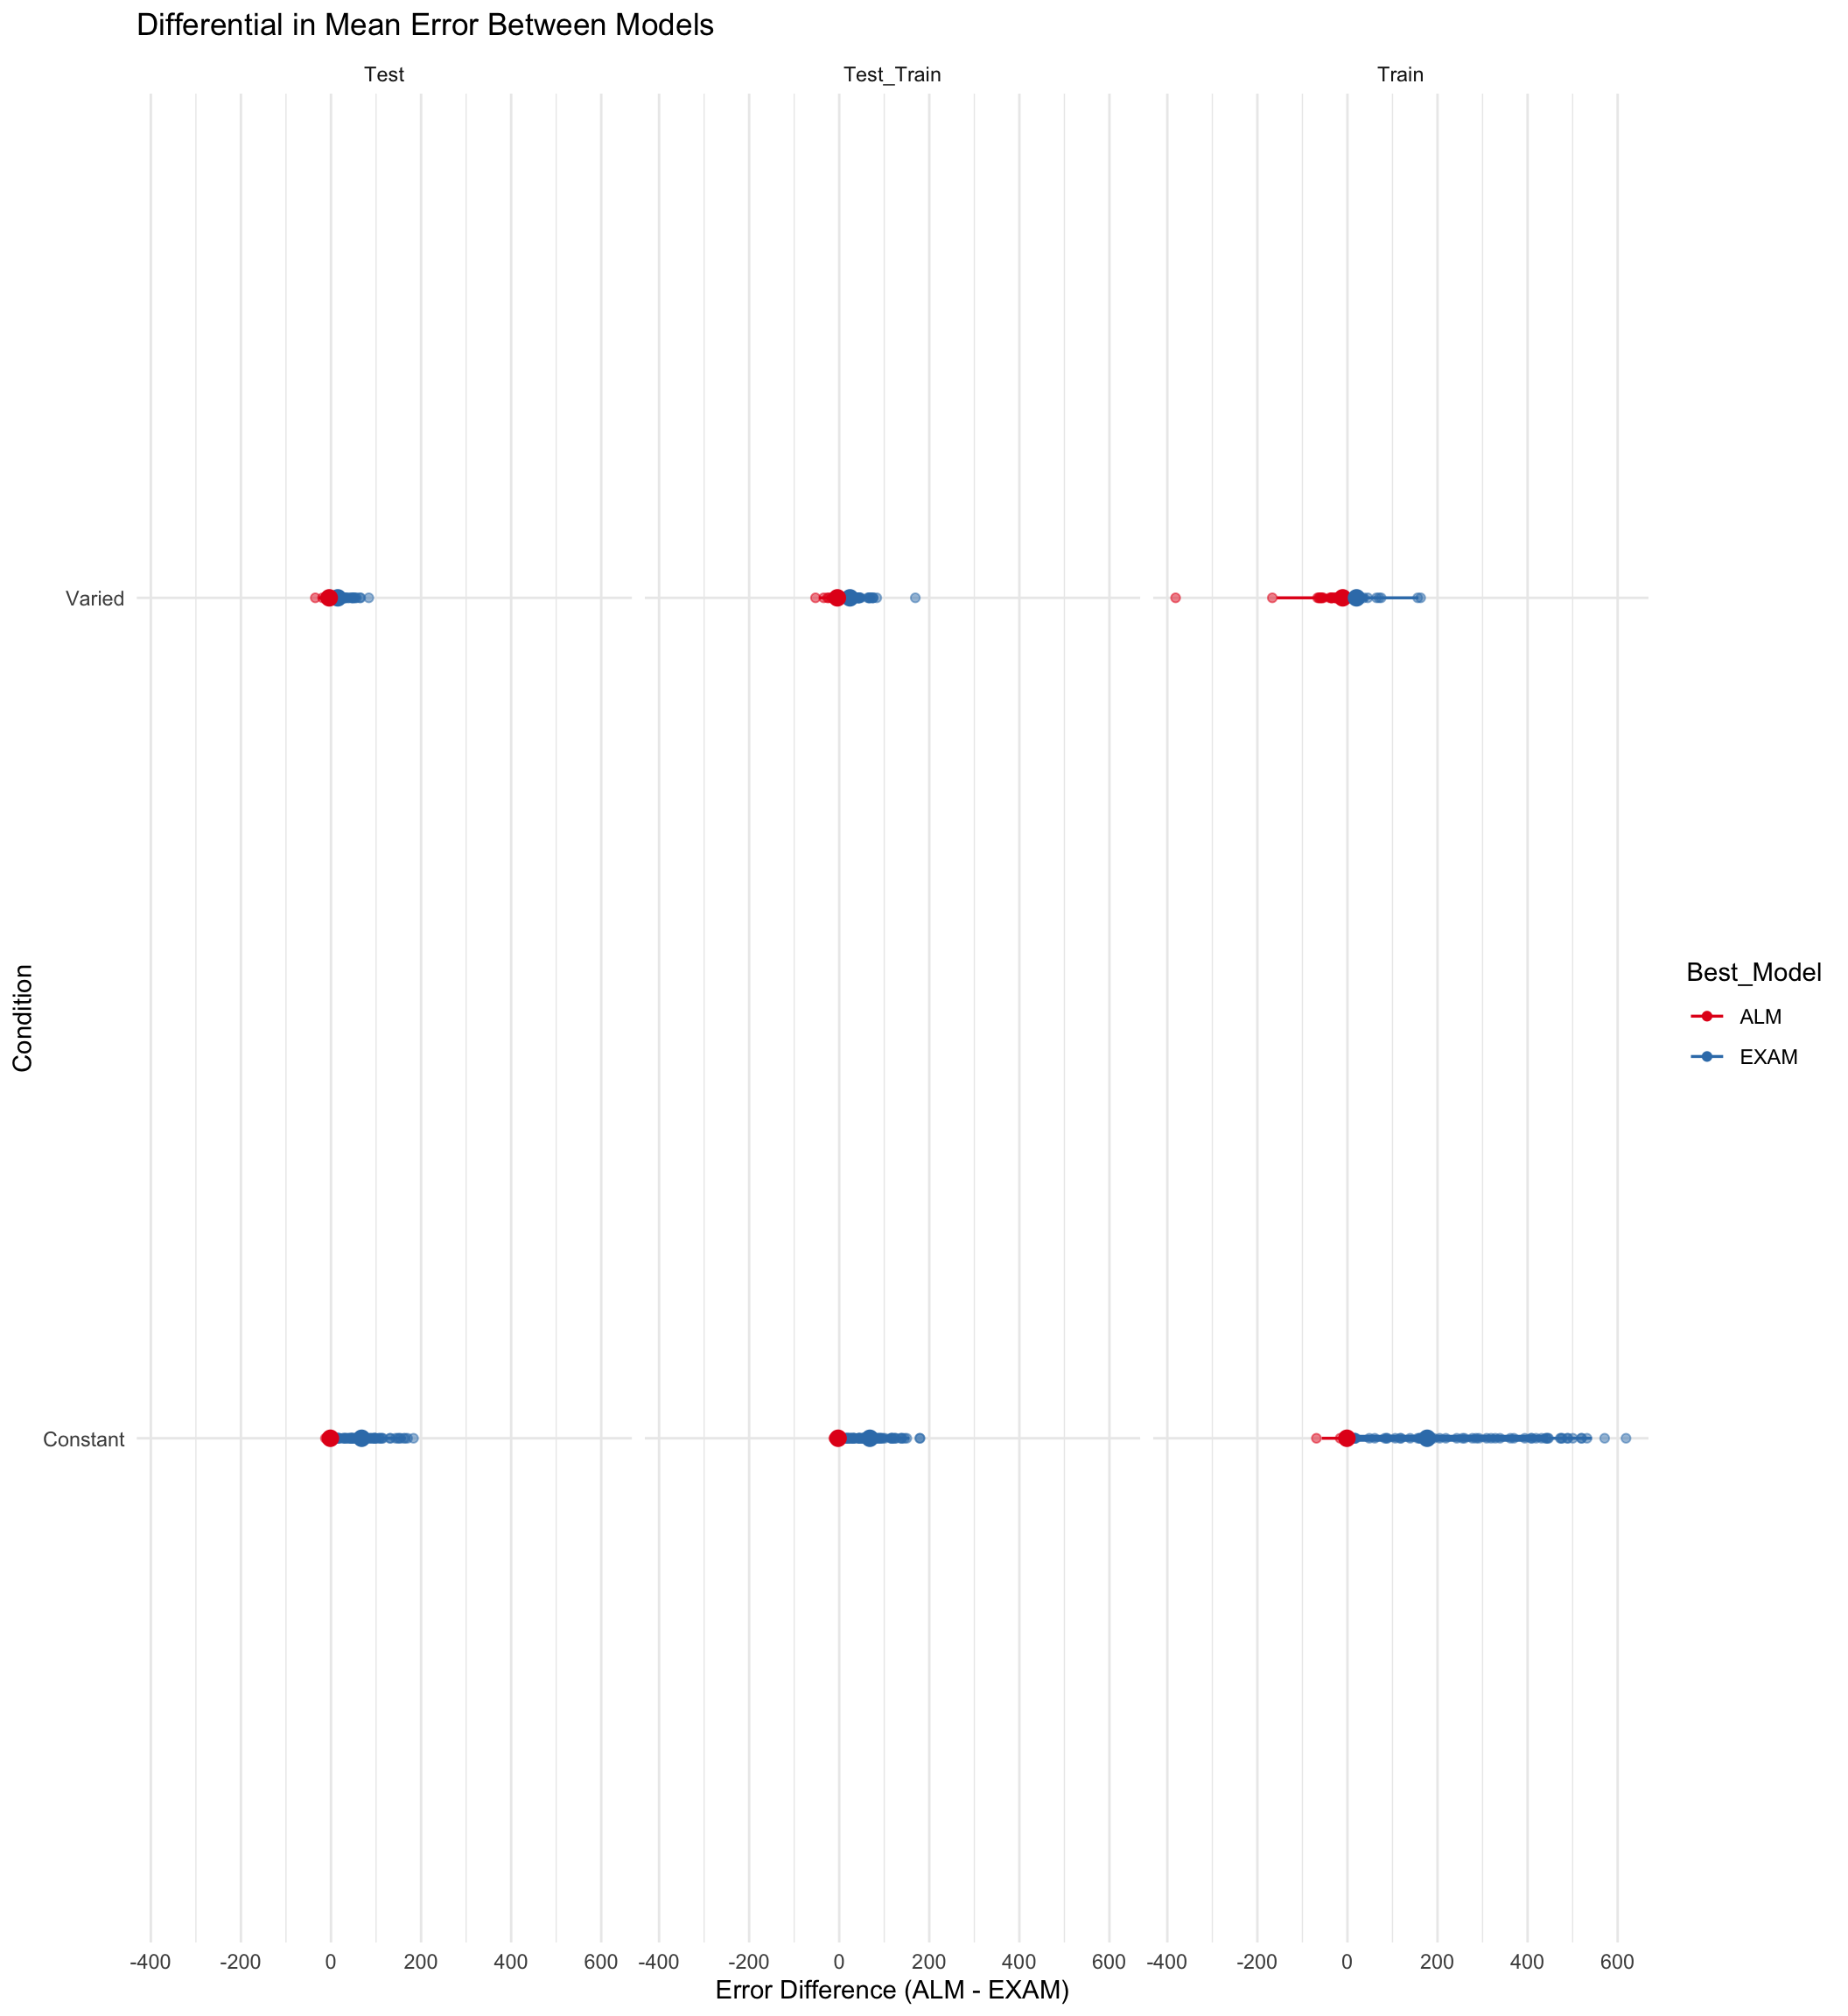 Differential in Mean Error Between Models
Test
Test_Train
Train
Varied
Constant
Condition
-400 -200 0 200 400 600
-400 -200 0 200 400 600
-400 -200 0 200 400 600
Error Difference (ALM - EXAM)
Best_Model
ALM
EXAM